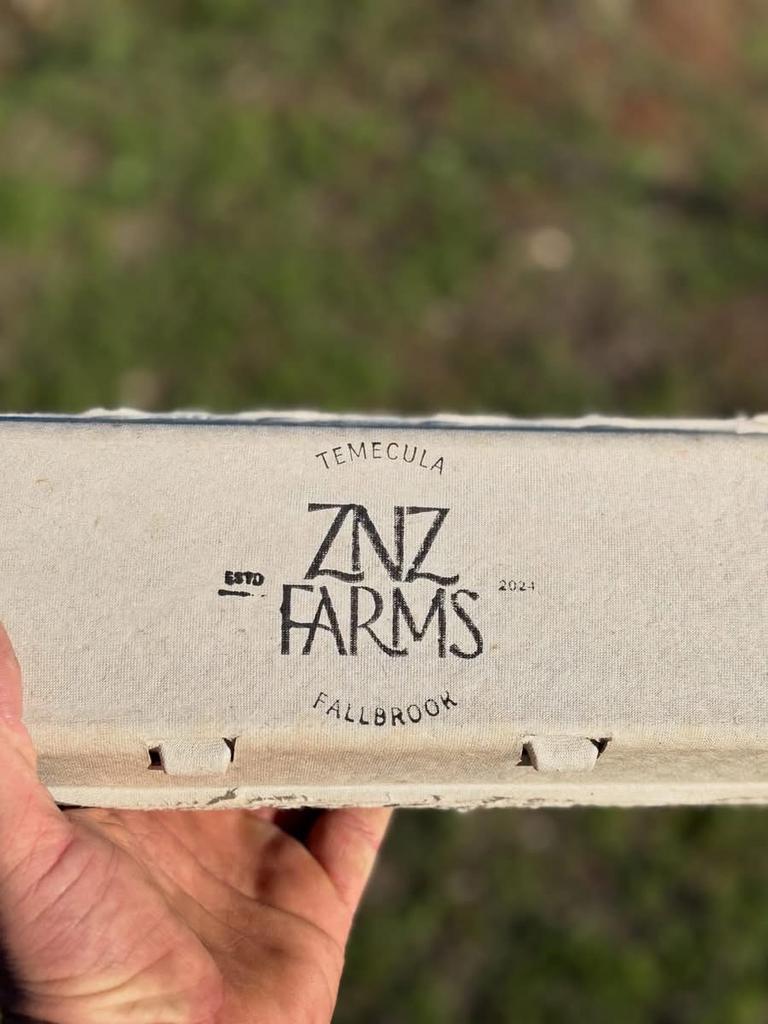 TEMECULA
ZNZ
ESTD
2024
FARMS
FALLBROOK